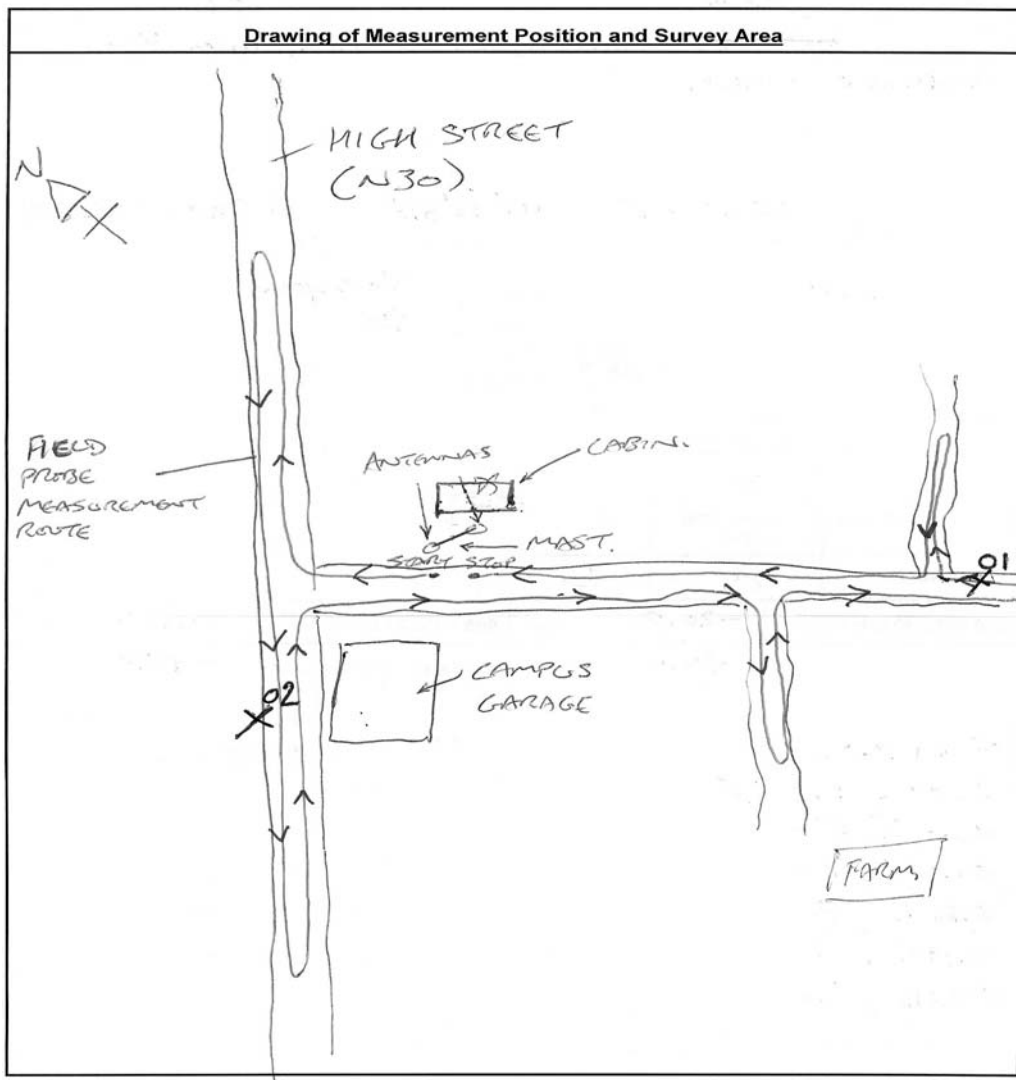 Drawing of Measurement Position and Survey Area
HIGH STREET
(N30).
N
FIELD
PROBE
MEASUREMENT
ROUTE
ANTENNAS
CABIN.
MAST.
START STOP
01
02
CAMPUS
GARAGE
FARM